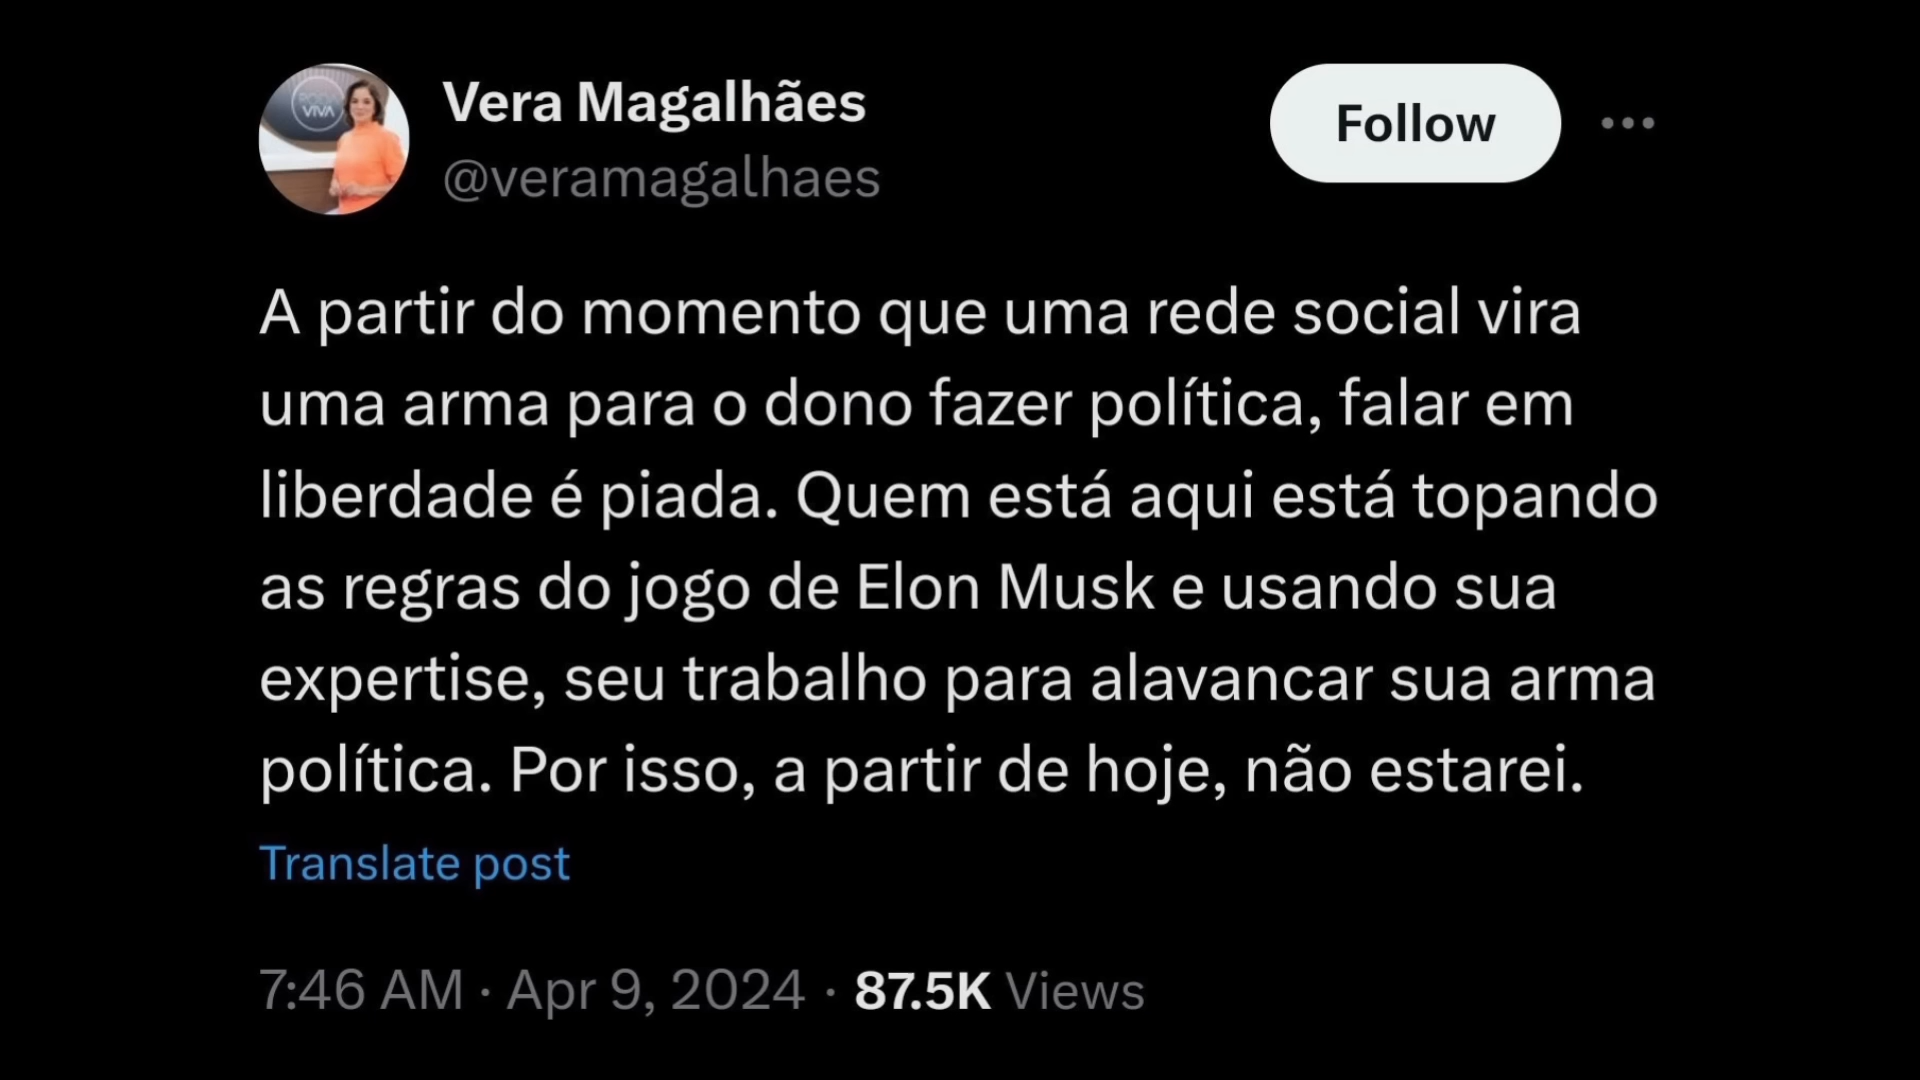 RODA
VIVA
Vera Magalhães
@veramagalhaes
Follow
A partir do momento que uma rede social vira
uma arma para o dono fazer política, falar em
liberdade é piada. Quem está aqui está topando
as regras do jogo de Elon Musk e usando sua
expertise, seu trabalho para alavancar sua arma
política. Por isso, a partir de hoje, não estarei.
Translate post
7:46 AM · Apr 9, 2024 · 87.5K Views